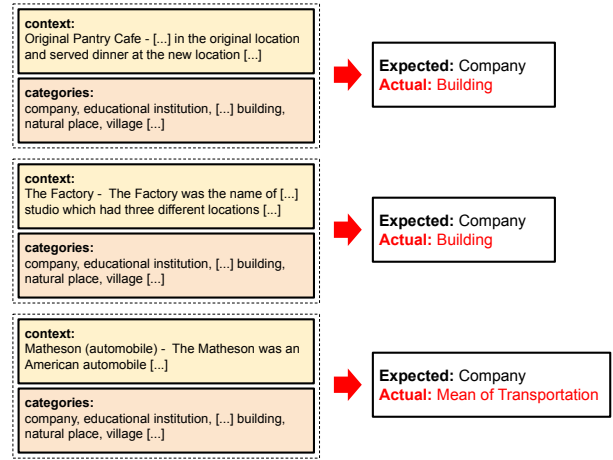 context:
Original Pantry Cafe - [...] in the original location
and served dinner at the new location [...]
categories:
company, educational institution, [...] building,
natural place, village [...]
Expected: Company
Actual: Building
context:
The Factory - The Factory was the name of [...]
studio which had three different locations [...]
categories:
company, educational institution, [...] building,
natural place, village [...]
Expected: Company
Actual: Building
context:
Matheson (automobile) - The Matheson was an
American automobile [...]
categories:
company, educational institution, [...] building,
natural place, village [...]
Expected: Company
Actual: Mean of Transportation